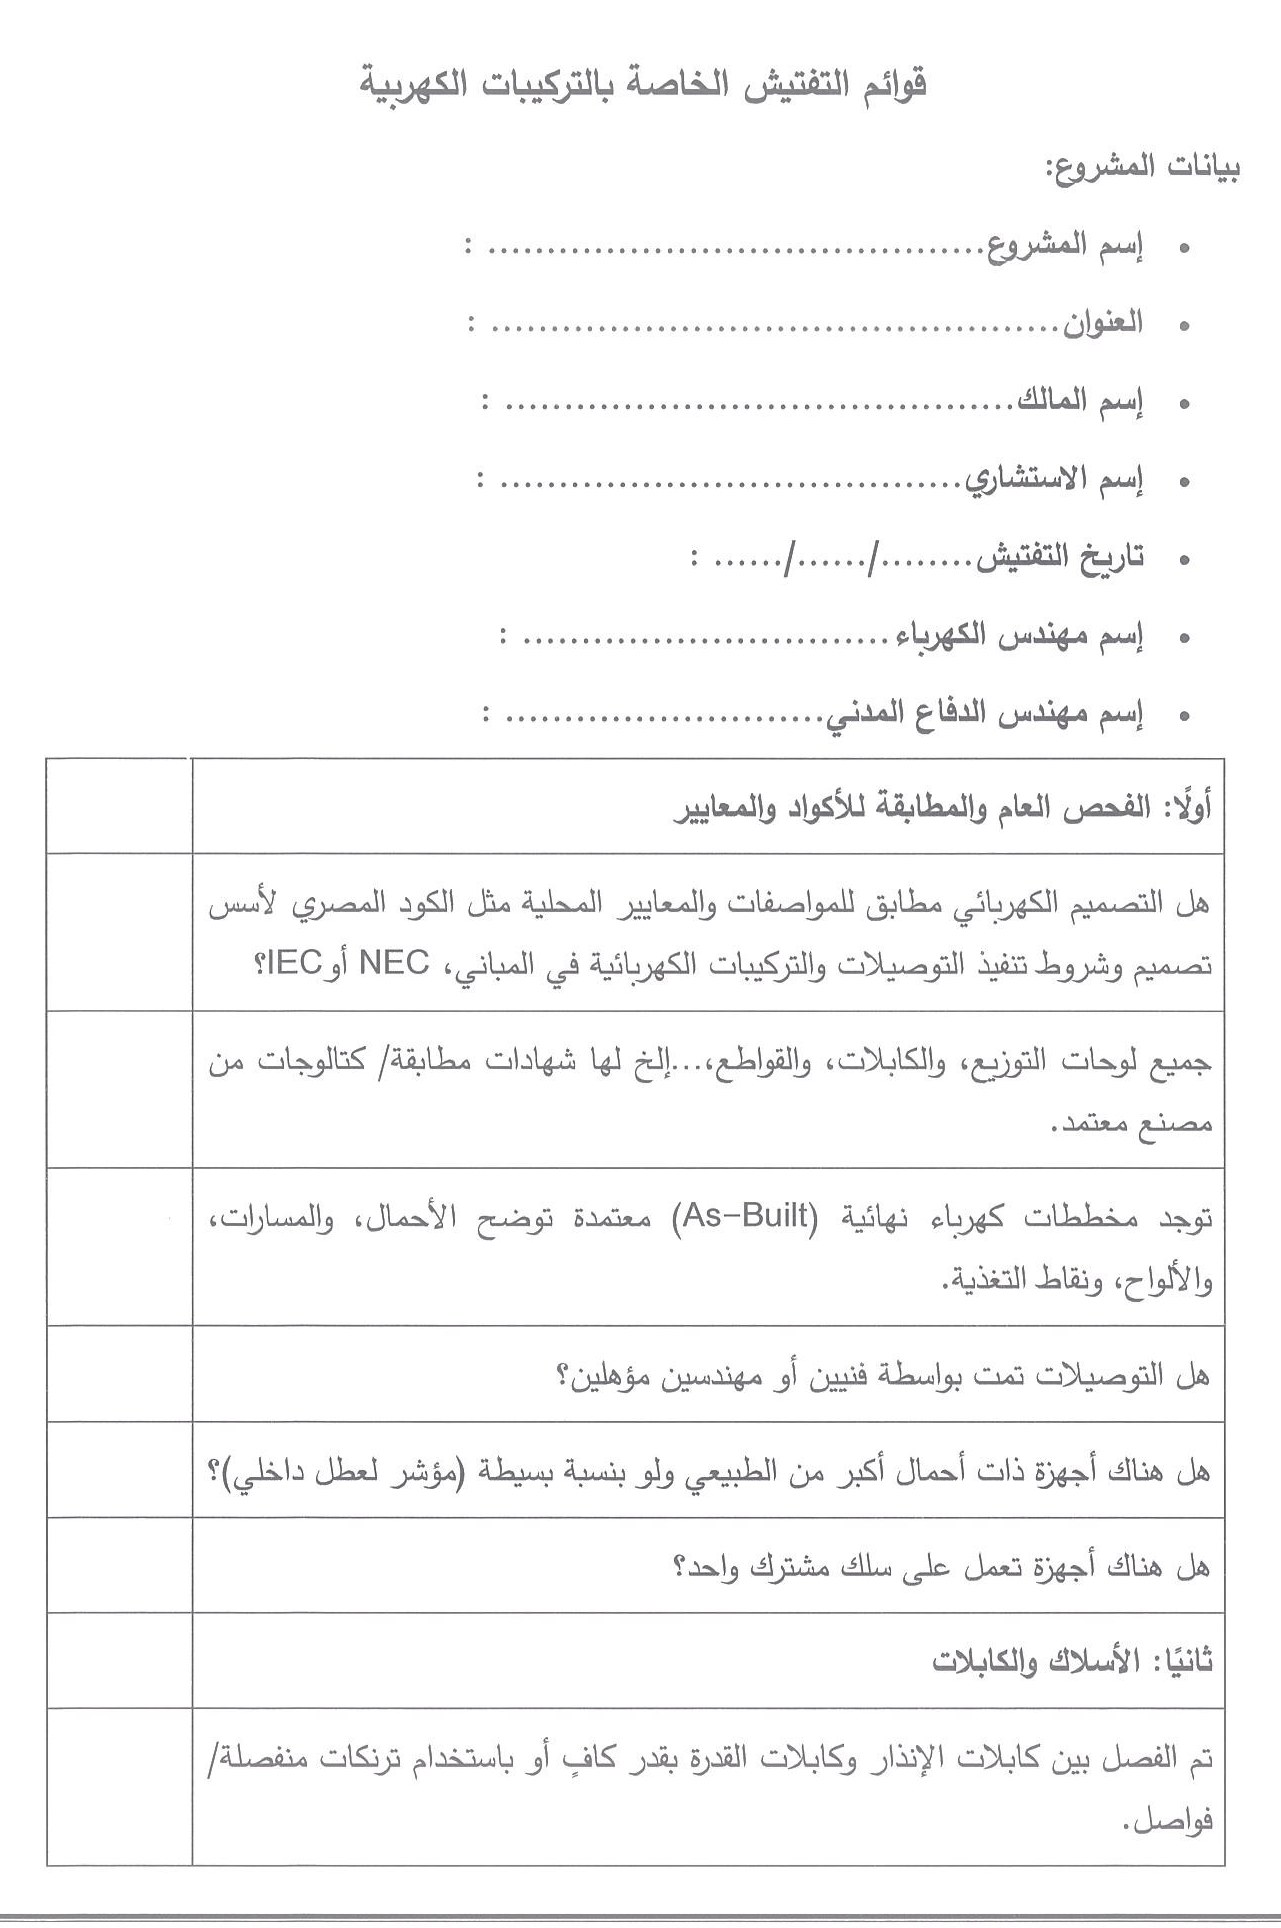 قوائم التفتيش الخاصة بالتركيبات الكهربية
بيانات المشروع:
• إسم المشروع.......................................... :
• العنوان................................................ :
• إسم المالك........................................... :
• إسم الاستشاري....................................... :
• تاريخ التفتيش......../....../...... :
• إسم مهندس الكهرباء............................... :
• إسم مهندس الدفاع المدني........................... :
أولًا: الفحص العام والمطابقة للأكواد والمعايير
هل التصميم الكهربائي مطابق للمواصفات والمعايير المحلية مثل الكود المصري لأسس
تصميم وشروط تنفيذ التوصيلات والتركيبات الكهربائية في المباني، NEC أو IEC؟
جميع لوحات التوزيع، والكابلات، والقواطع،...إلخ لها شهادات مطابقة/ كتالوجات من
مصنع معتمد.
توجد مخططات كهرباء نهائية (As-Built) معتمدة توضح الأحمال، والمسارات،
والألواح، ونقاط التغذية.
هل التوصيلات تمت بواسطة فنيين أو مهندسين مؤهلين؟
هل هناك أجهزة ذات أحمال أكبر من الطبيعي ولو بنسبة بسيطة (مؤشر لعطل داخلي)؟
هل هناك أجهزة تعمل على سلك مشترك واحد؟
ثانيًا: الأسلاك والكابلات
تم الفصل بين كابلات الإنذار وكابلات القدرة بقدر كافٍ أو باستخدام ترنكات منفصلة/
فواصل.